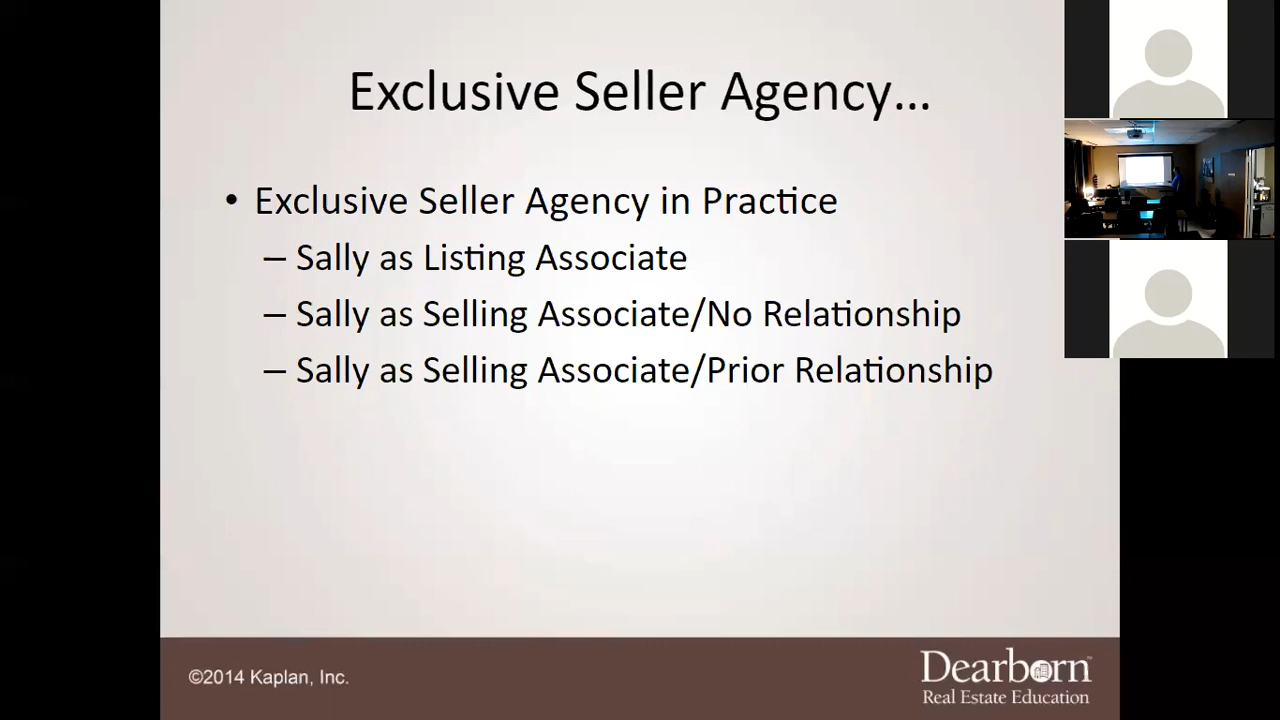 Exclusive Seller Agency...
• Exclusive Seller Agency in Practice
– Sally as Listing Associate
– Sally as Selling Associate/No Relationship
– Sally as Selling Associate/Prior Relationship
©2014 Kaplan, Inc.
Dearborn™
Real Estate Education